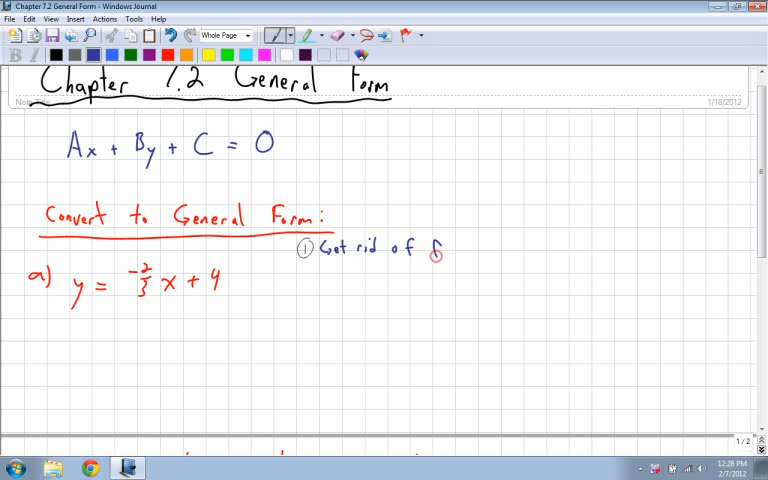 Chapter 7.2 General Form - Windows Journal
File Edit View Insert Actions Tools Help
Whole Page
B I
Chapter 7.2 General Form
Note Title
1/18/2012
Ax + By + C = 0
Convert to General Form:
① Get rid of f
a) y = -2/3 x + 4
1 / 2
12:28 PM
2/7/2012